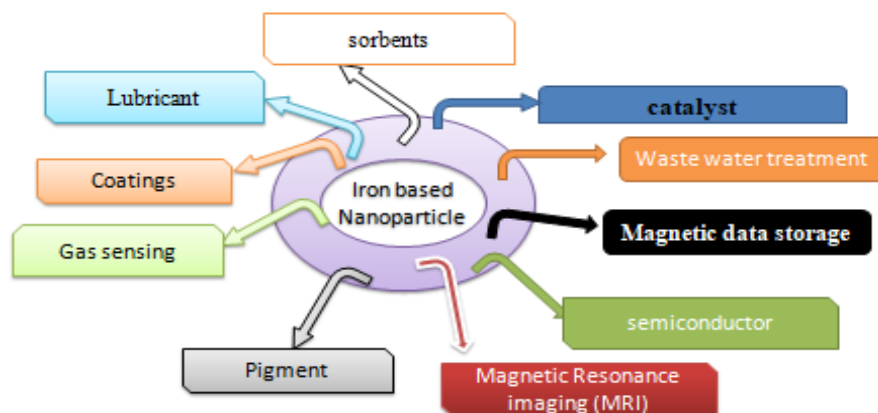 sorbents
Lubricant
catalyst
Waste water treatment
Coatings
Iron based
Nanoparticle
Magnetic data storage
Gas sensing
semiconductor
Pigment
Magnetic Resonance
imaging (MRI)